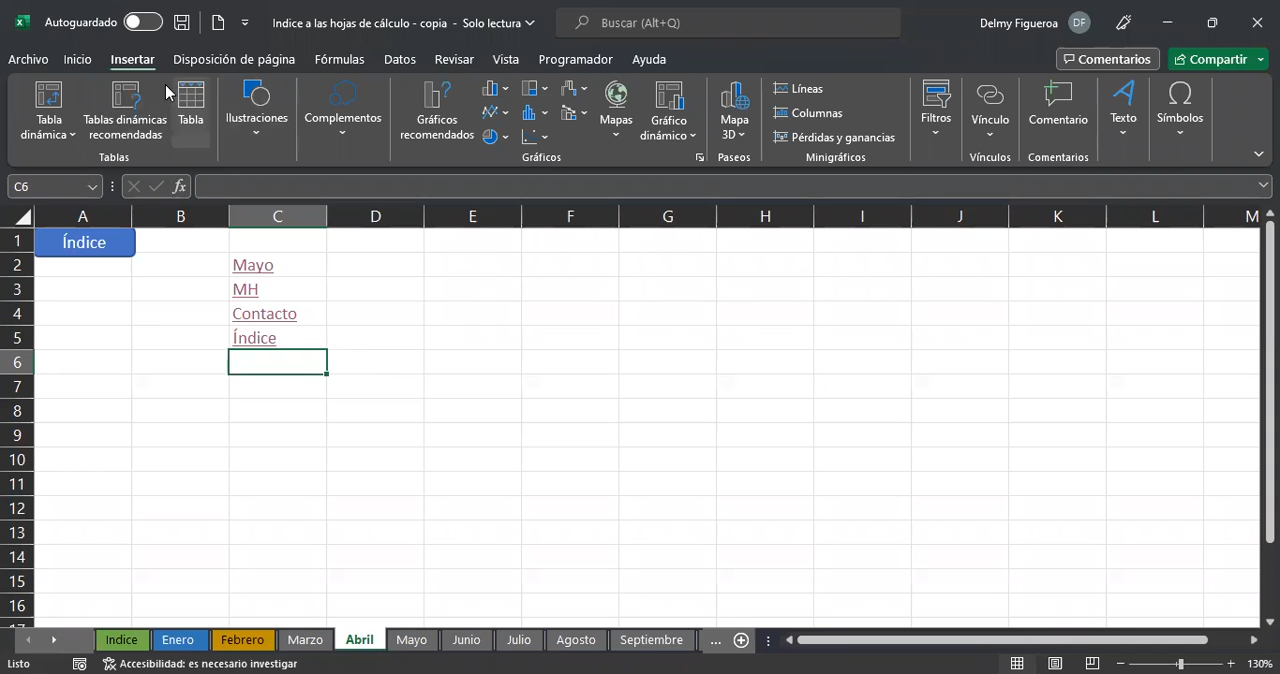 Autoguardado
Indice a las hojas de cálculo - copia - Solo lectura
Buscar (Alt+Q)
Delmy Figueroa DF
Archivo Inicio Insertar Disposición de página Fórmulas Datos Revisar Vista Programador Ayuda
Comentarios Compartir
Tabla dinámica
Tablas dinámicas recomendadas
Tabla
Tablas
Ilustraciones
Complementos
Gráficos recomendados
Mapas
Gráfico dinámico
Gráficos
Mapa 3D
Paseos
Líneas
Columnas
Pérdidas y ganancias
Minigráficos
Filtros
Vínculo
Vínculos
Comentario
Comentarios
Texto
Símbolos
C6 fx
A B C D E F G H I J K L M
1 Índice
2 Mayo
3 MH
4 Contacto
5 Índice
6
7
8
9
10
11
12
13
14
15
16
Indice Enero Febrero Marzo Abril Mayo Junio Julio Agosto Septiembre ...
Listo Accesibilidad: es necesario investigar 130%